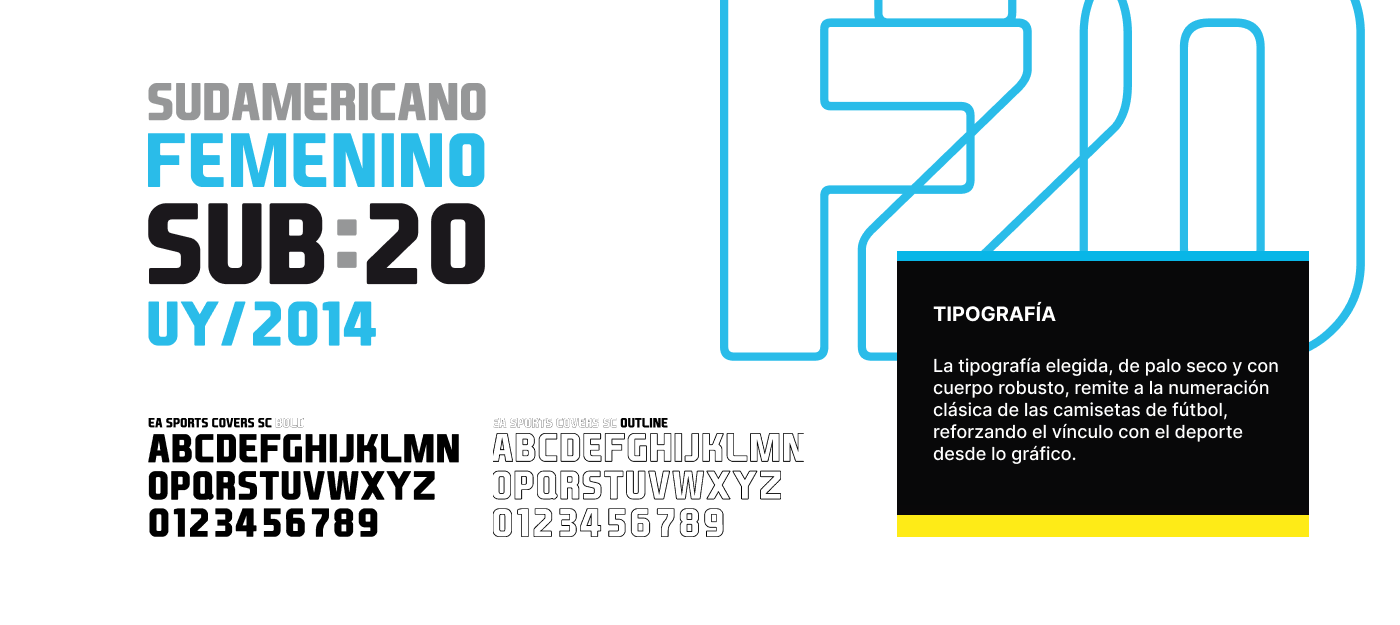 SUDAMERICANO
FEMENINO
SUB:20
UY/2014
EA SPORTS COVERS SC BOLD
ABCDEFGHIJKLMN
OPQRSTUVWXYZ
0123456789
EA SPORTS COVERS SC OUTLINE
ABCDEFGHIJKLMN
OPQRSTUVWXYZ
0123456789
F20
TIPOGRAFÍA
La tipografía elegida, de palo seco y con
cuerpo robusto, remite a la numeración
clásica de las camisetas de fútbol,
reforzando el vínculo con el deporte
desde lo gráfico.